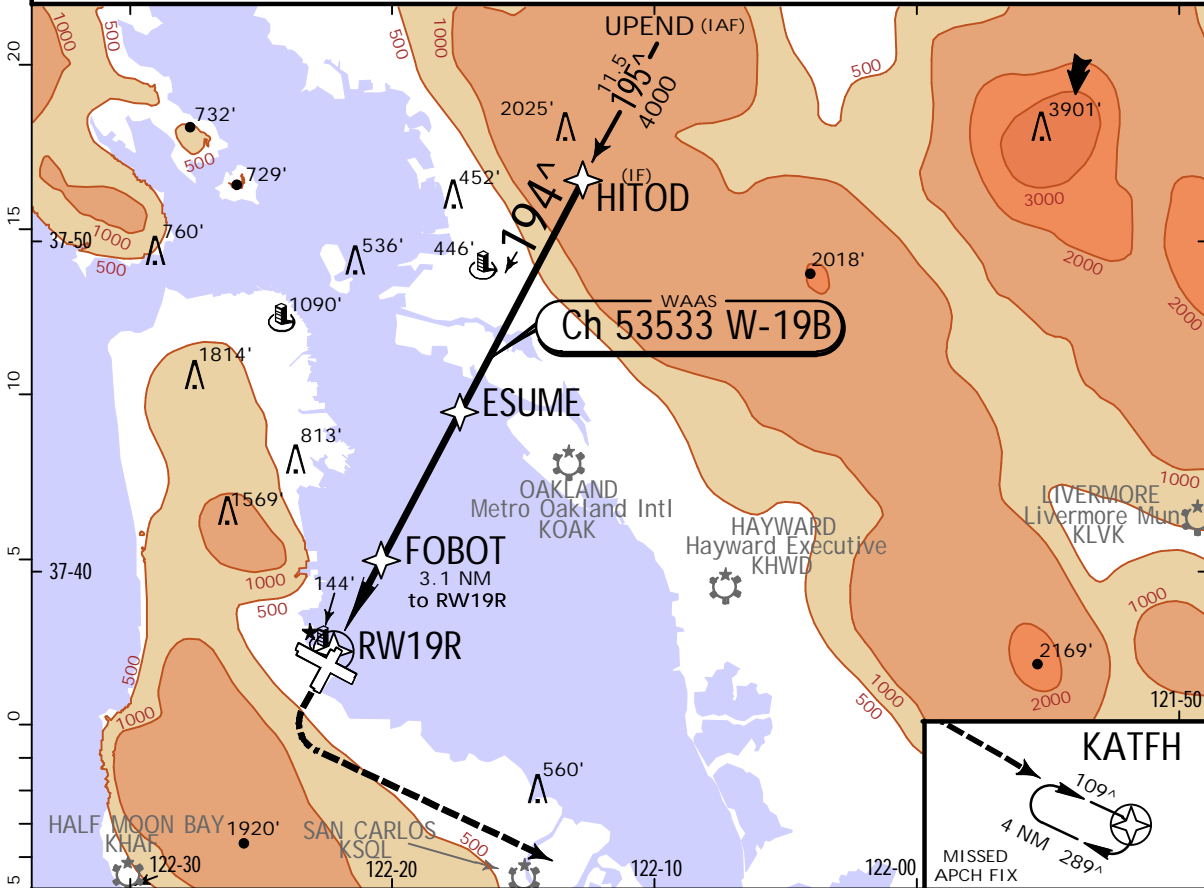 UPEND (IAF)
11.5
195^
4000
1000
500
500
1000
500
20
732'
500
729'
2025'
3901'
3000
2000
2000
452'
(IF)
HITOD
194^
15
37-50
1000
760'
500
536'
446'
2018'
1090'
WAAS
Ch 53533 W-19B
1814'
10
ESUME
813'
OAKLAND
Metro Oakland Intl
KOAK
1569'
1000
LIVERMORE
Livermore Mun
KLVK
HAYWARD
Hayward Executive
KHWD
5
37-40
FOBOT
3.1 NM
to RW19R
1000
500
144'
1000
RW19R
2169'
2000
500
1000
1000
500
0
121-50
KATFH
109^
4 NM 289^
MISSED
APCH FIX
560'
HALF MOON BAY
KHAF
1920'
SAN CARLOS
KSQL
500
5
122-30
122-20
122-10
122-00